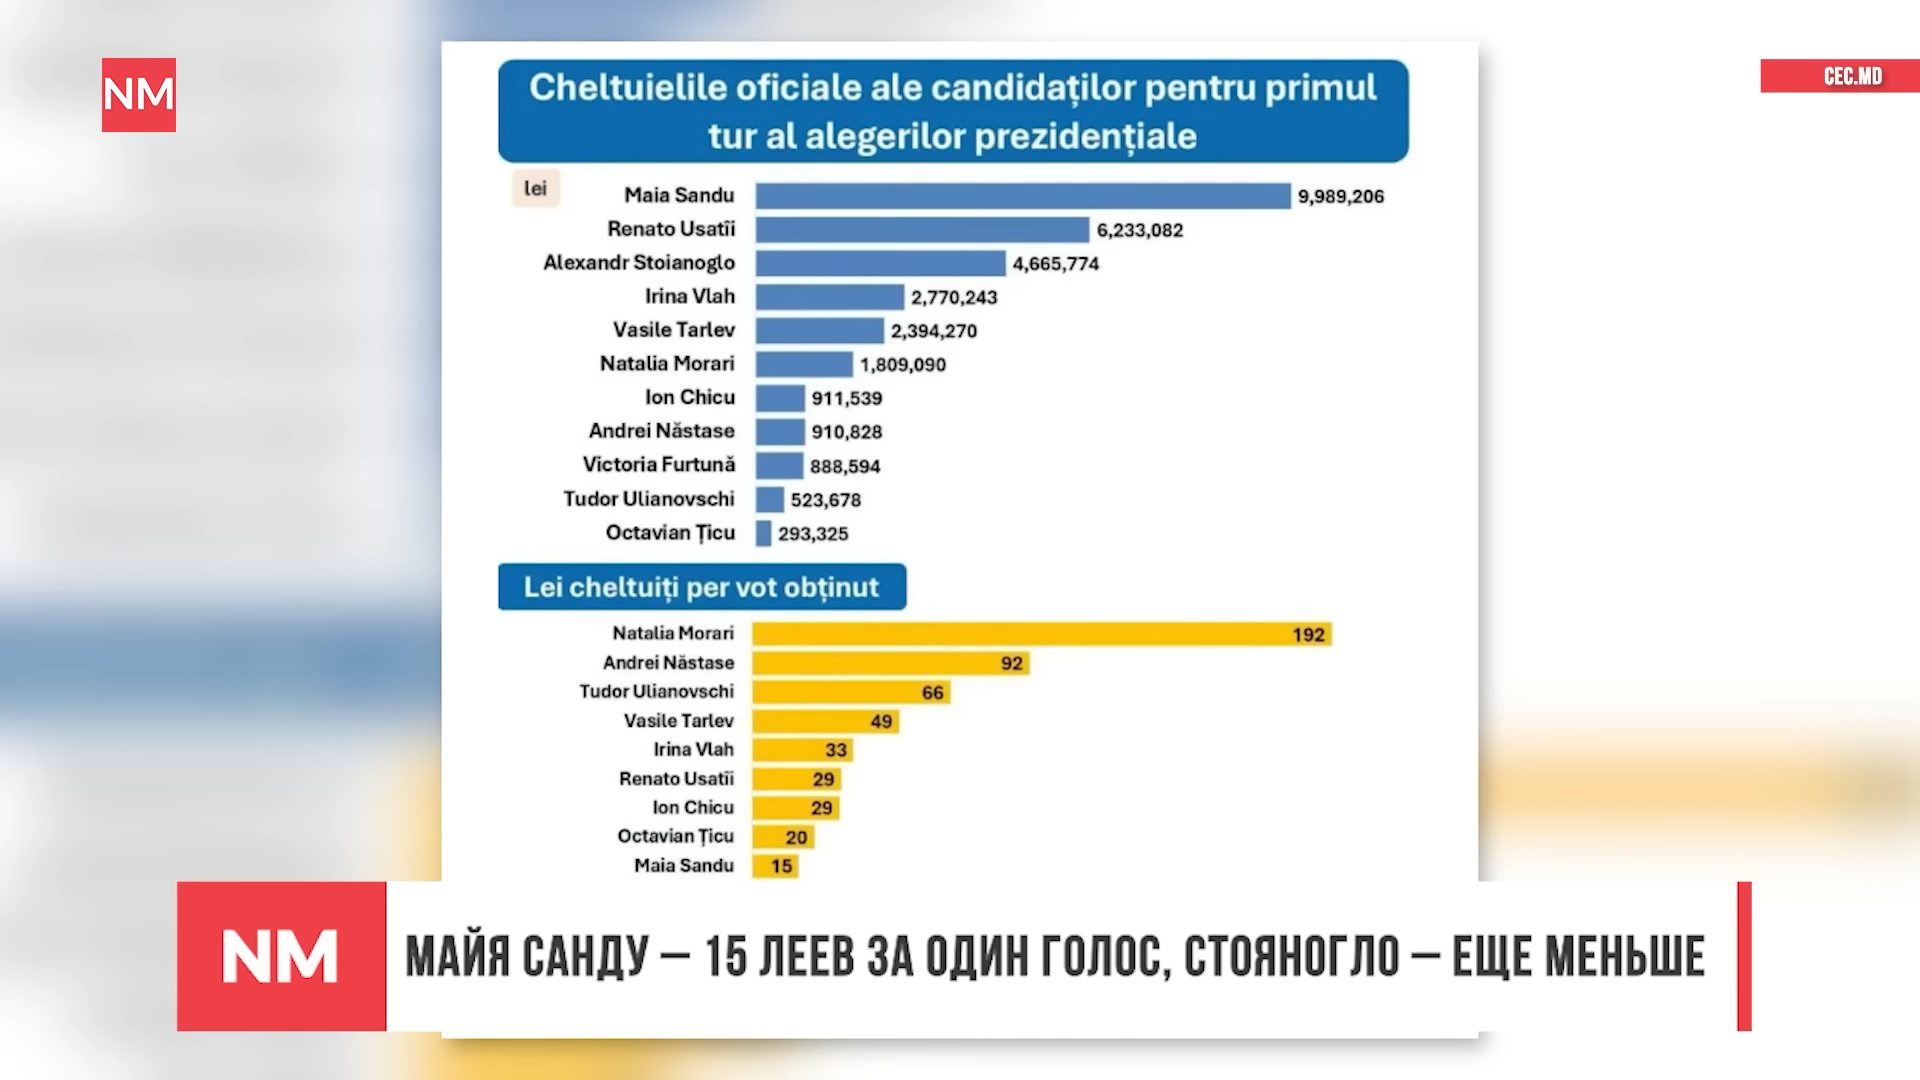 NM
CEC.MD
Cheltuielile oficiale ale candidaților pentru primul
tur al alegerilor prezidențiale
lei
Maia Sandu 9,989,206
Renato Usatîi 6,233,082
Alexandr Stoianoglo 4,665,774
Irina Vlah 2,770,243
Vasile Tarlev 2,394,270
Natalia Morari 1,809,090
Ion Chicu 911,539
Andrei Năstase 910,828
Victoria Furtună 888,594
Tudor Ulianovschi 523,678
Octavian Țicu 293,325
Lei cheltuiți per vot obținut
Natalia Morari 192
Andrei Năstase 92
Tudor Ulianovschi 66
Vasile Tarlev 49
Irina Vlah 33
Renato Usatîi 29
Ion Chicu 29
Octavian Țicu 20
Maia Sandu 15
NM
МАЙЯ САНДУ – 15 ЛЕЕВ ЗА ОДИН ГОЛОС, СТОЯНОГЛО – ЕЩЕ МЕНЬШЕ